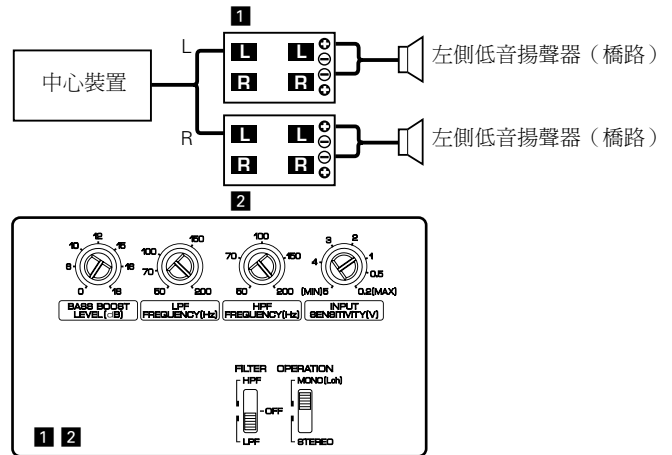 1
L
中心裝置
R
L L ⊕ ⊖
R R ⊖ ⊕
左側低音揚聲器（橋路）
L L ⊕ ⊖
R R ⊖ ⊕
左側低音揚聲器（橋路）
2
0 6 10 12 15 18 18
BASS BOOST
LEVEL(dB)
50 70 100 150 200
LPF
FREQUENCY(Hz)
50 70 100 150 200
HPF
FREQUENCY(Hz)
(MIN)5 4 3 2 1 0.5 0.2(MAX)
INPUT
SENSITIVITY(V)
FILTER OPERATION
HPF MONO(Lch)
OFF
LPF STEREO
1 2